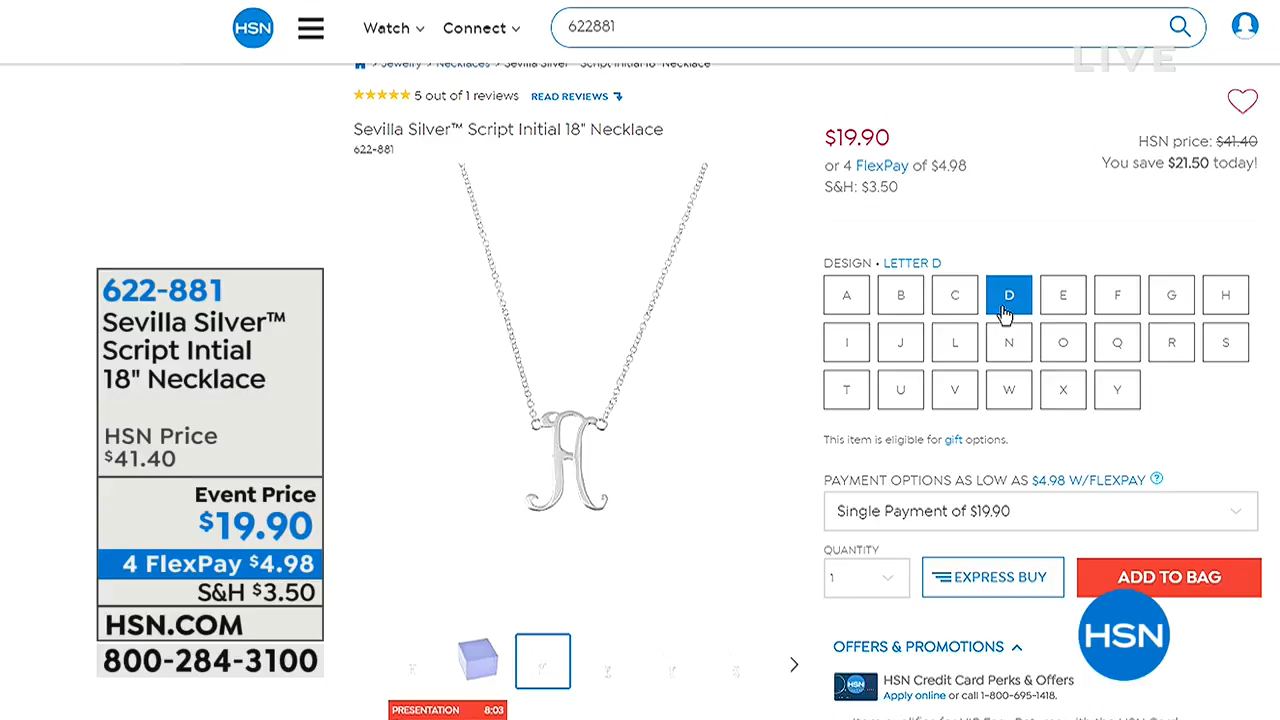 HSN
Watch
Connect
622881
LIVE
Jewelry > Necklaces > Sevilla Silver™ Script Initial 18" Necklace
5 out of 1 reviews READ REVIEWS
Sevilla Silver™ Script Initial 18" Necklace
622-881
$19.90
HSN price: $41.40
or 4 FlexPay of $4.98
You save $21.50 today!
S&H: $3.50
622-881
Sevilla Silver™
Script Intial
18" Necklace
HSN Price
$41.40
Event Price
$19.90
4 FlexPay $4.98
S&H $3.50
HSN.COM
800-284-3100
A
DESIGN • LETTER D
A B C D E F G H
I J L N O Q R S
T U V W X Y
This item is eligible for gift options.
PAYMENT OPTIONS AS LOW AS $4.98 W/FLEXPAY ?
Single Payment of $19.90
QUANTITY
1
EXPRESS BUY
ADD TO BAG
OFFERS & PROMOTIONS
HSN
HSN
HSN Credit Card Perks & Offers
Apply online or call 1-800-695-1418.
PRESENTATION 8:03